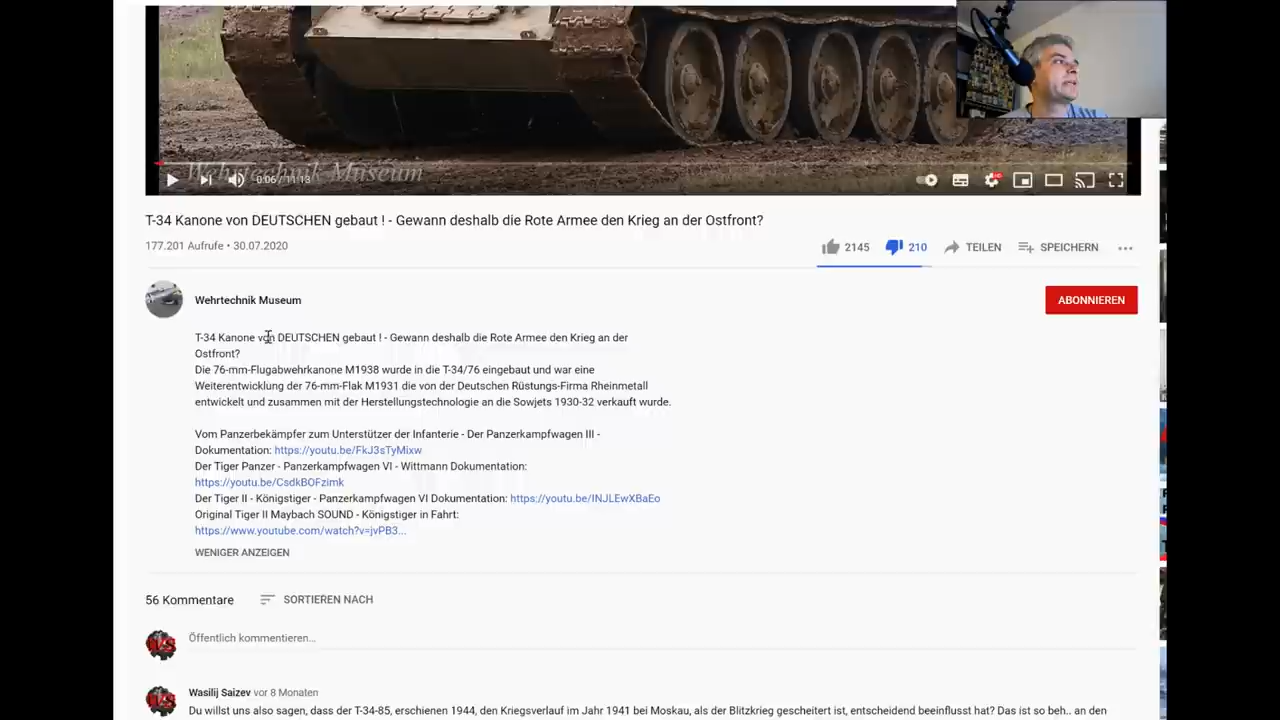 Wehrtechnik Museum
0:06 / 11:13
HD
T-34 Kanone von DEUTSCHEN gebaut ! - Gewann deshalb die Rote Armee den Krieg an der Ostfront?
177.201 Aufrufe • 30.07.2020
2145
210
TEILEN
SPEICHERN
Wehrtechnik Museum
ABONNIEREN
T-34 Kanone von DEUTSCHEN gebaut ! - Gewann deshalb die Rote Armee den Krieg an der
Ostfront?
Die 76-mm-Flugabwehrkanone M1938 wurde in die T-34/76 eingebaut und war eine
Weiterentwicklung der 76-mm-Flak M1931 die von der Deutschen Rüstungs-Firma Rheinmetall
entwickelt und zusammen mit der Herstellungstechnologie an die Sowjets 1930-32 verkauft wurde.
Vom Panzerbekämpfer zum Unterstützer der Infanterie - Der Panzerkampfwagen III -
Dokumentation: https://youtu.be/FkJ3sTyMixw
Der Tiger Panzer - Panzerkampfwagen VI - Wittmann Dokumentation:
https://youtu.be/CsdkBOFzimk
Der Tiger II - Königstiger - Panzerkampfwagen VI Dokumentation: https://youtu.be/INJLEwXBaEo
Original Tiger II Maybach SOUND - Königstiger in Fahrt:
https://www.youtube.com/watch?v=jvPB3...
WENIGER ANZEIGEN
56 Kommentare
SORTIEREN NACH
Öffentlich kommentieren...
Wasilij Saizev vor 8 Monaten
Du willst uns also sagen, dass der T-34-85, erschienen 1944, den Kriegsverlauf im Jahr 1941 bei Moskau, als der Blitzkrieg gescheitert ist, entscheidend beeinflusst hat? Das ist so beh.. an den